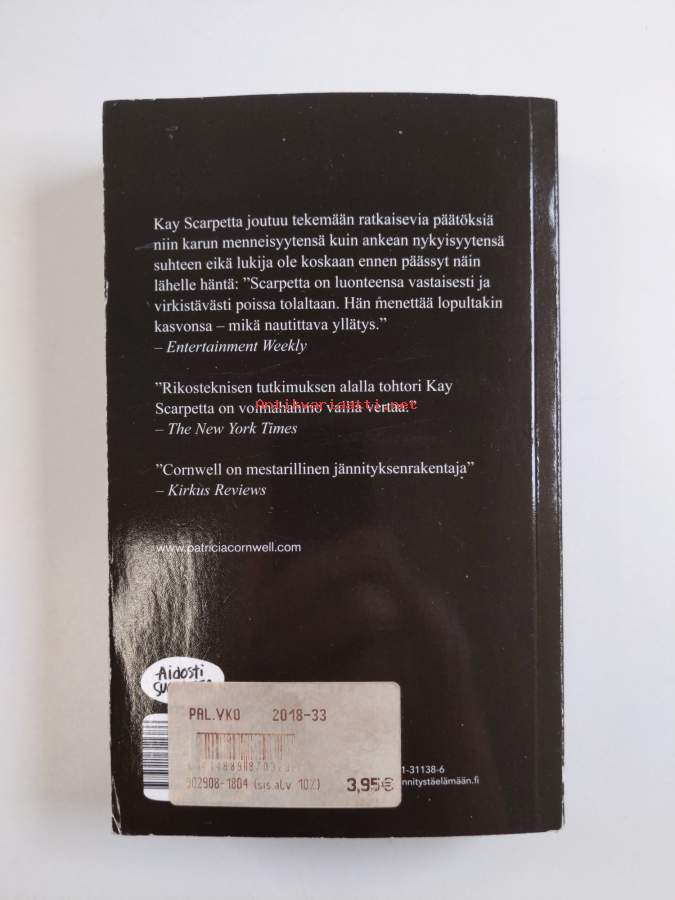 Kay Scarpetta joutuu tekemään ratkaisevia päätöksiä
niin karun menneisyytensä kuin ankean nykyisyytensä
suhteen eikä lukija ole koskaan ennen päässyt näin
lähelle häntä: ”Scarpetta on luonteensa vastaisesti ja
virkistävästi poissa tolaltaan. Hän menettää lopultakin
kasvonsa – mikä nautittava yllätys.”
– Entertainment Weekly
”Rikosteknisen tutkimuksen alalla tohtori Kay
Scarpetta on voimahahmo vailla vertaa.”
Antikvariaatti.net
– The New York Times
”Cornwell on mestarillinen jännityksenrakentaja”
– Kirkus Reviews
www.patriciacornwell.com
Aidosti
PAL.VKO 2018-33
902908-1804 (sis.alv. 10%) 3,95€
1-31138-6
nnitystäelämään.fi